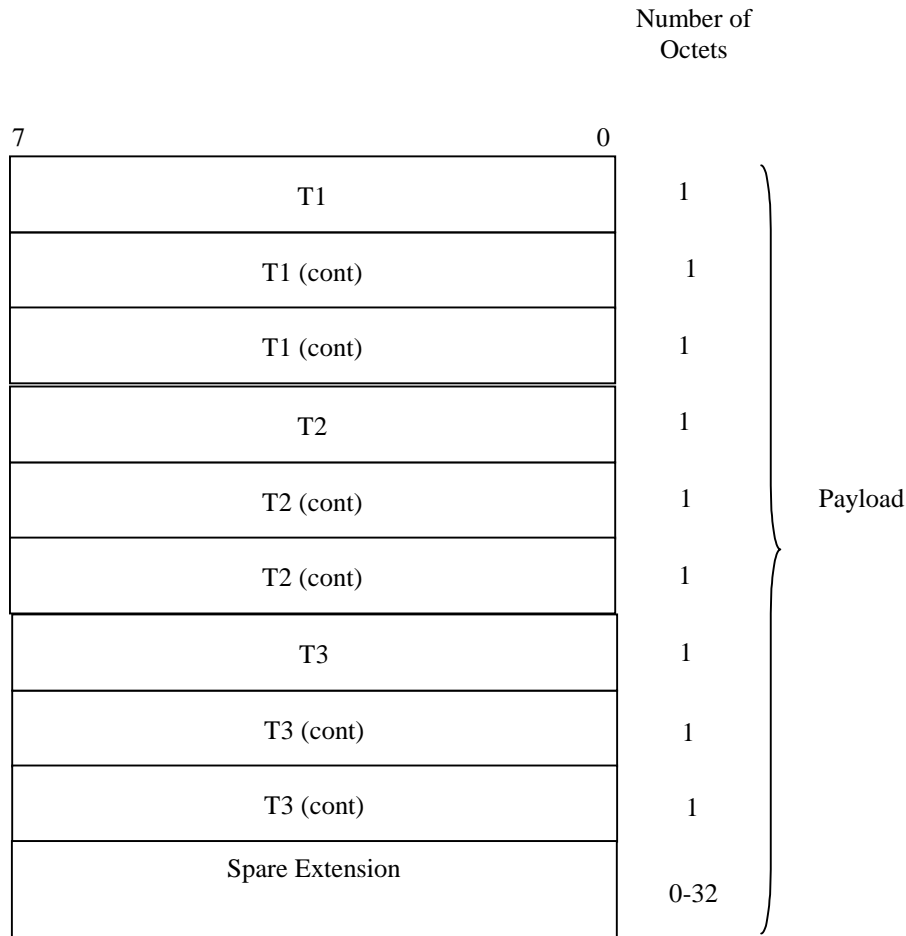 Number of
Octets
7 0
T1 1
T1 (cont) 1
T1 (cont) 1
T2 1
T2 (cont) 1
Payload
T2 (cont) 1
T3 1
T3 (cont) 1
T3 (cont) 1
Spare Extension
0-32